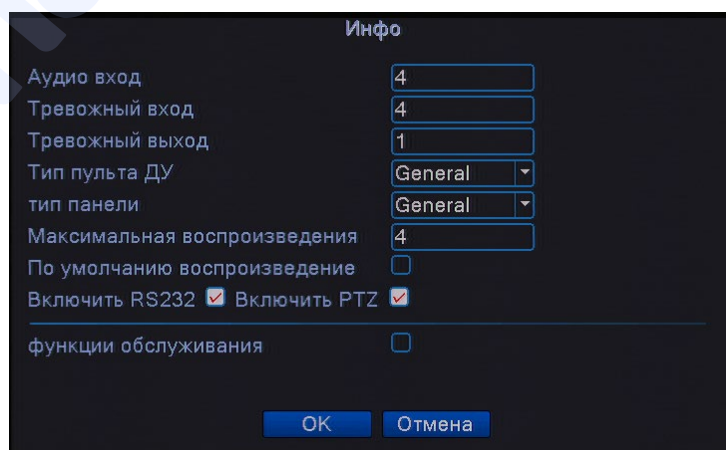 Инфо
Аудио вход 4
Тревожный вход 4
Тревожный выход 1
Тип пульта ДУ General
тип панели General
Максимальная воспроизведения 4
По умолчанию воспроизведение
Включить RS232 Включить PTZ
функции обслуживания
OK Отмена